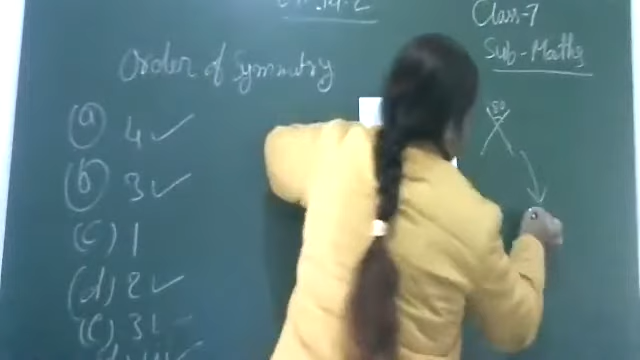 Class-7
Sub-Maths
Order of Symmetry
(a) 4 ✓
(b) 3 ✓
(c) 1
(d) 2 ✓
(e) 3